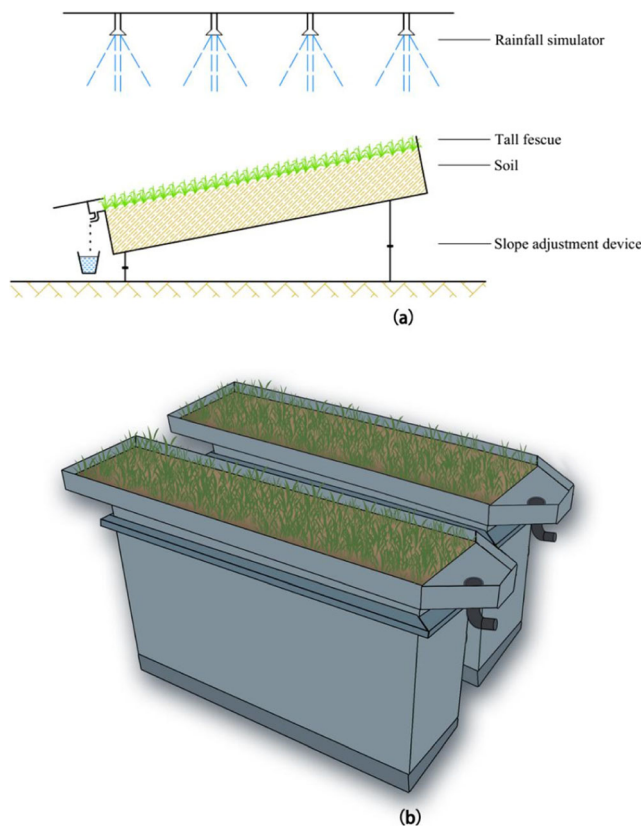 Rainfall simulator
Tall fescue
Soil
Slope adjustment device
(a)
(b)